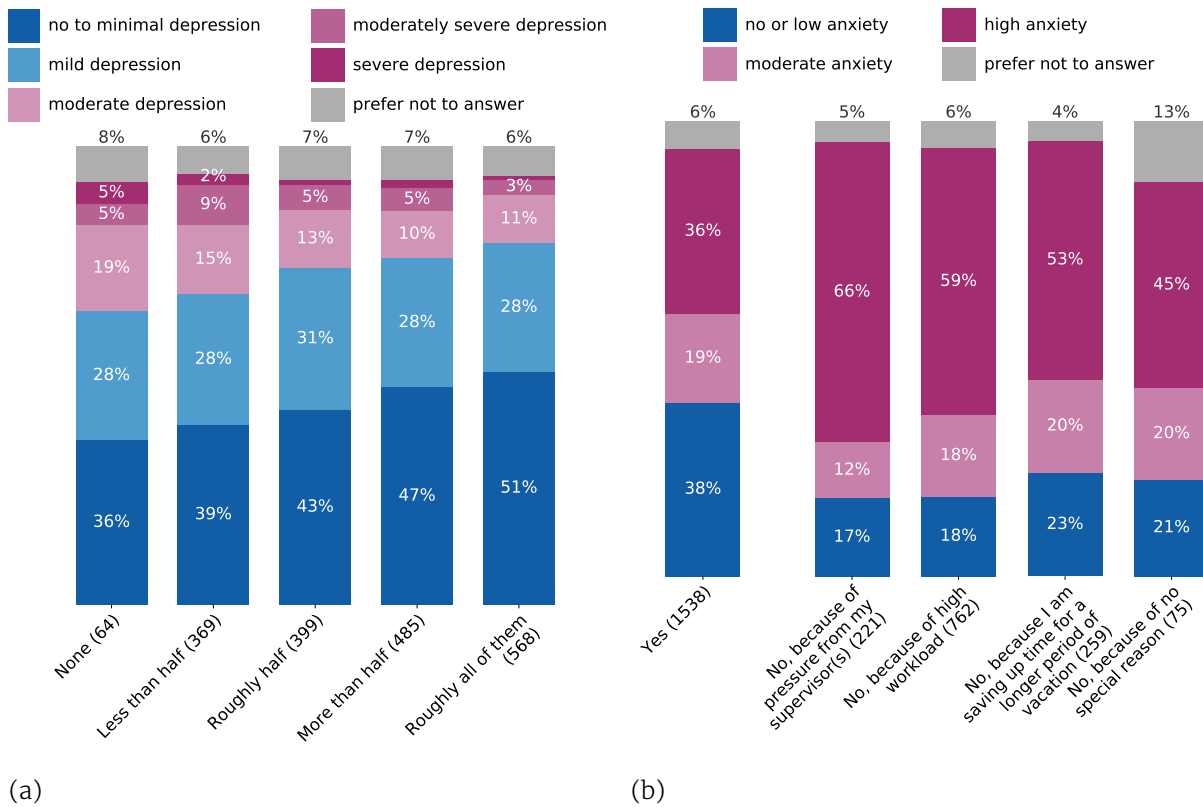 no to minimal depression
mild depression
moderate depression
moderately severe depression
severe depression
prefer not to answer
8%
6%
7%
7%
6%
5%
5%
19%
28%
36%
2%
9%
15%
28%
39%
5%
13%
31%
43%
5%
10%
28%
47%
3%
11%
28%
51%
None (64)
Less than half (369)
Roughly half (399)
More than half (485)
Roughly all of them
(568)
(a)
no or low anxiety
moderate anxiety
high anxiety
prefer not to answer
6%
5%
6%
4%
13%
36%
19%
38%
66%
12%
17%
59%
18%
18%
53%
20%
23%
45%
20%
21%
Yes (1538)
No, because of
pressure from my
supervisor(s) (221)
No, because of high
workload (762)
No, because I am
saving up time for a
longer period of
vacation (259)
No, because of no
special reason (75)
(b)